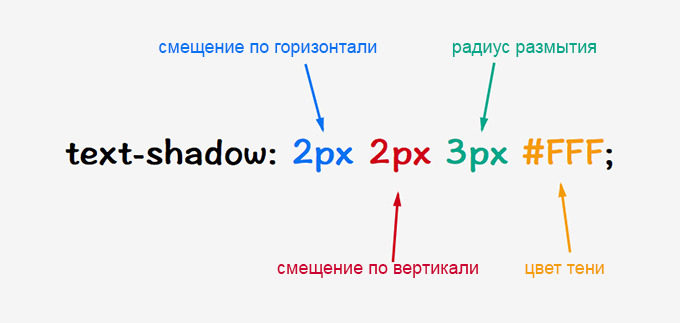 смещение по горизонтали
радиус размытия
text-shadow: 2px 2px 3px #FFF;
смещение по вертикали
цвет тени